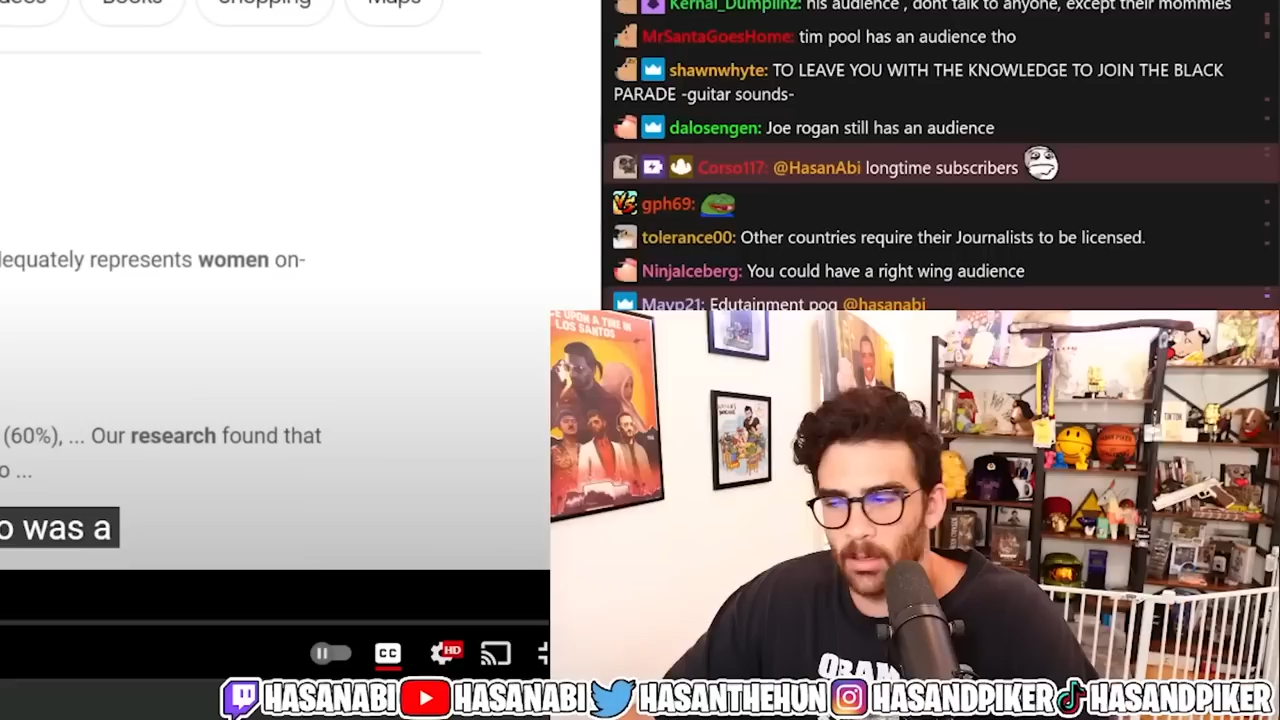 Books
Shopping
Maps
lequately represents women on-
(60%), ... Our research found that
o ...
o was a
CC
HD
Kernal_Dumplinz: his audience , dont talk to anyone, except their mommies
MrSantaGoesHome: tim pool has an audience tho
shawnwhyte: TO LEAVE YOU WITH THE KNOWLEDGE TO JOIN THE BLACK
PARADE -guitar sounds-
dalosengen: Joe rogan still has an audience
Corso117: @HasanAbi longtime subscribers
gph69:
tolerance00: Other countries require their Journalists to be licensed.
NinjaIceberg: You could have a right wing audience
Mayp21: Edutainment pog @hasanabi
UPON A TIME IN
LOS SANTOS
TIKTOK
OBAM
HASANABI HASANABI HASANTHEHUN HASANDPIKER HASANDPIKER